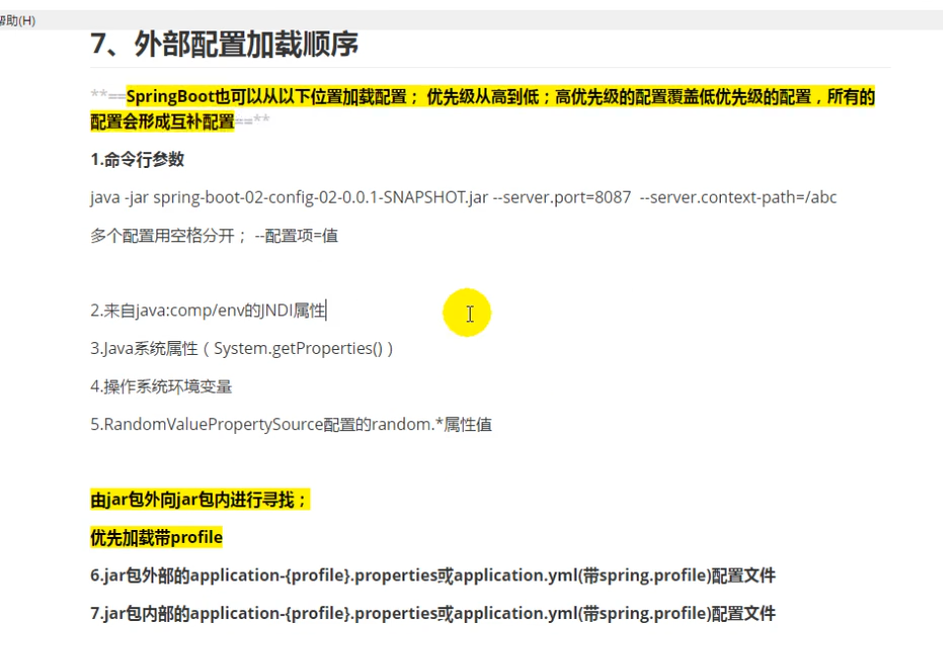 帮助(H)
7、外部配置加载顺序
**==SpringBoot也可以从以下位置加载配置； 优先级从高到低；高优先级的配置覆盖低优先级的配置，所有的
配置会形成互补配置==**
1.命令行参数
java -jar spring-boot-02-config-02-0.0.1-SNAPSHOT.jar --server.port=8087 --server.context-path=/abc
多个配置用空格分开； --配置项=值
2.来自java:comp/env的JNDI属性
3.Java系统属性（System.getProperties()）
4.操作系统环境变量
5.RandomValuePropertySource配置的random.*属性值
由jar包外向jar包内进行寻找；
优先加载带profile
6.jar包外部的application-{profile}.properties或application.yml(带spring.profile)配置文件
7.jar包内部的application-{profile}.properties或application.yml(带spring.profile)配置文件